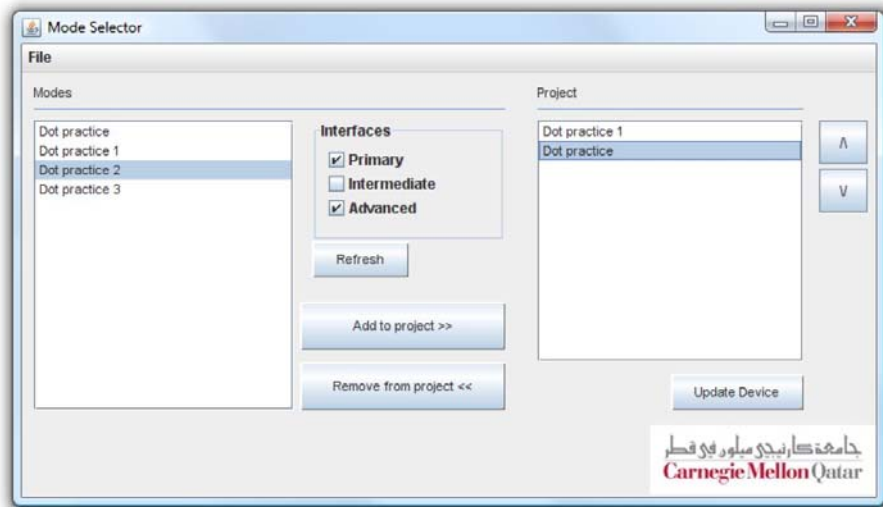 Mode Selector
File
Modes
Dot practice
Dot practice 1
Dot practice 2
Dot practice 3
Interfaces
Primary
Intermediate
Advanced
Refresh
Add to project >>
Remove from project <<
Project
Dot practice 1
Dot practice
Λ
V
Update Device
جامعة كارنيجي ميلون في قطر
Carnegie Mellon Qatar